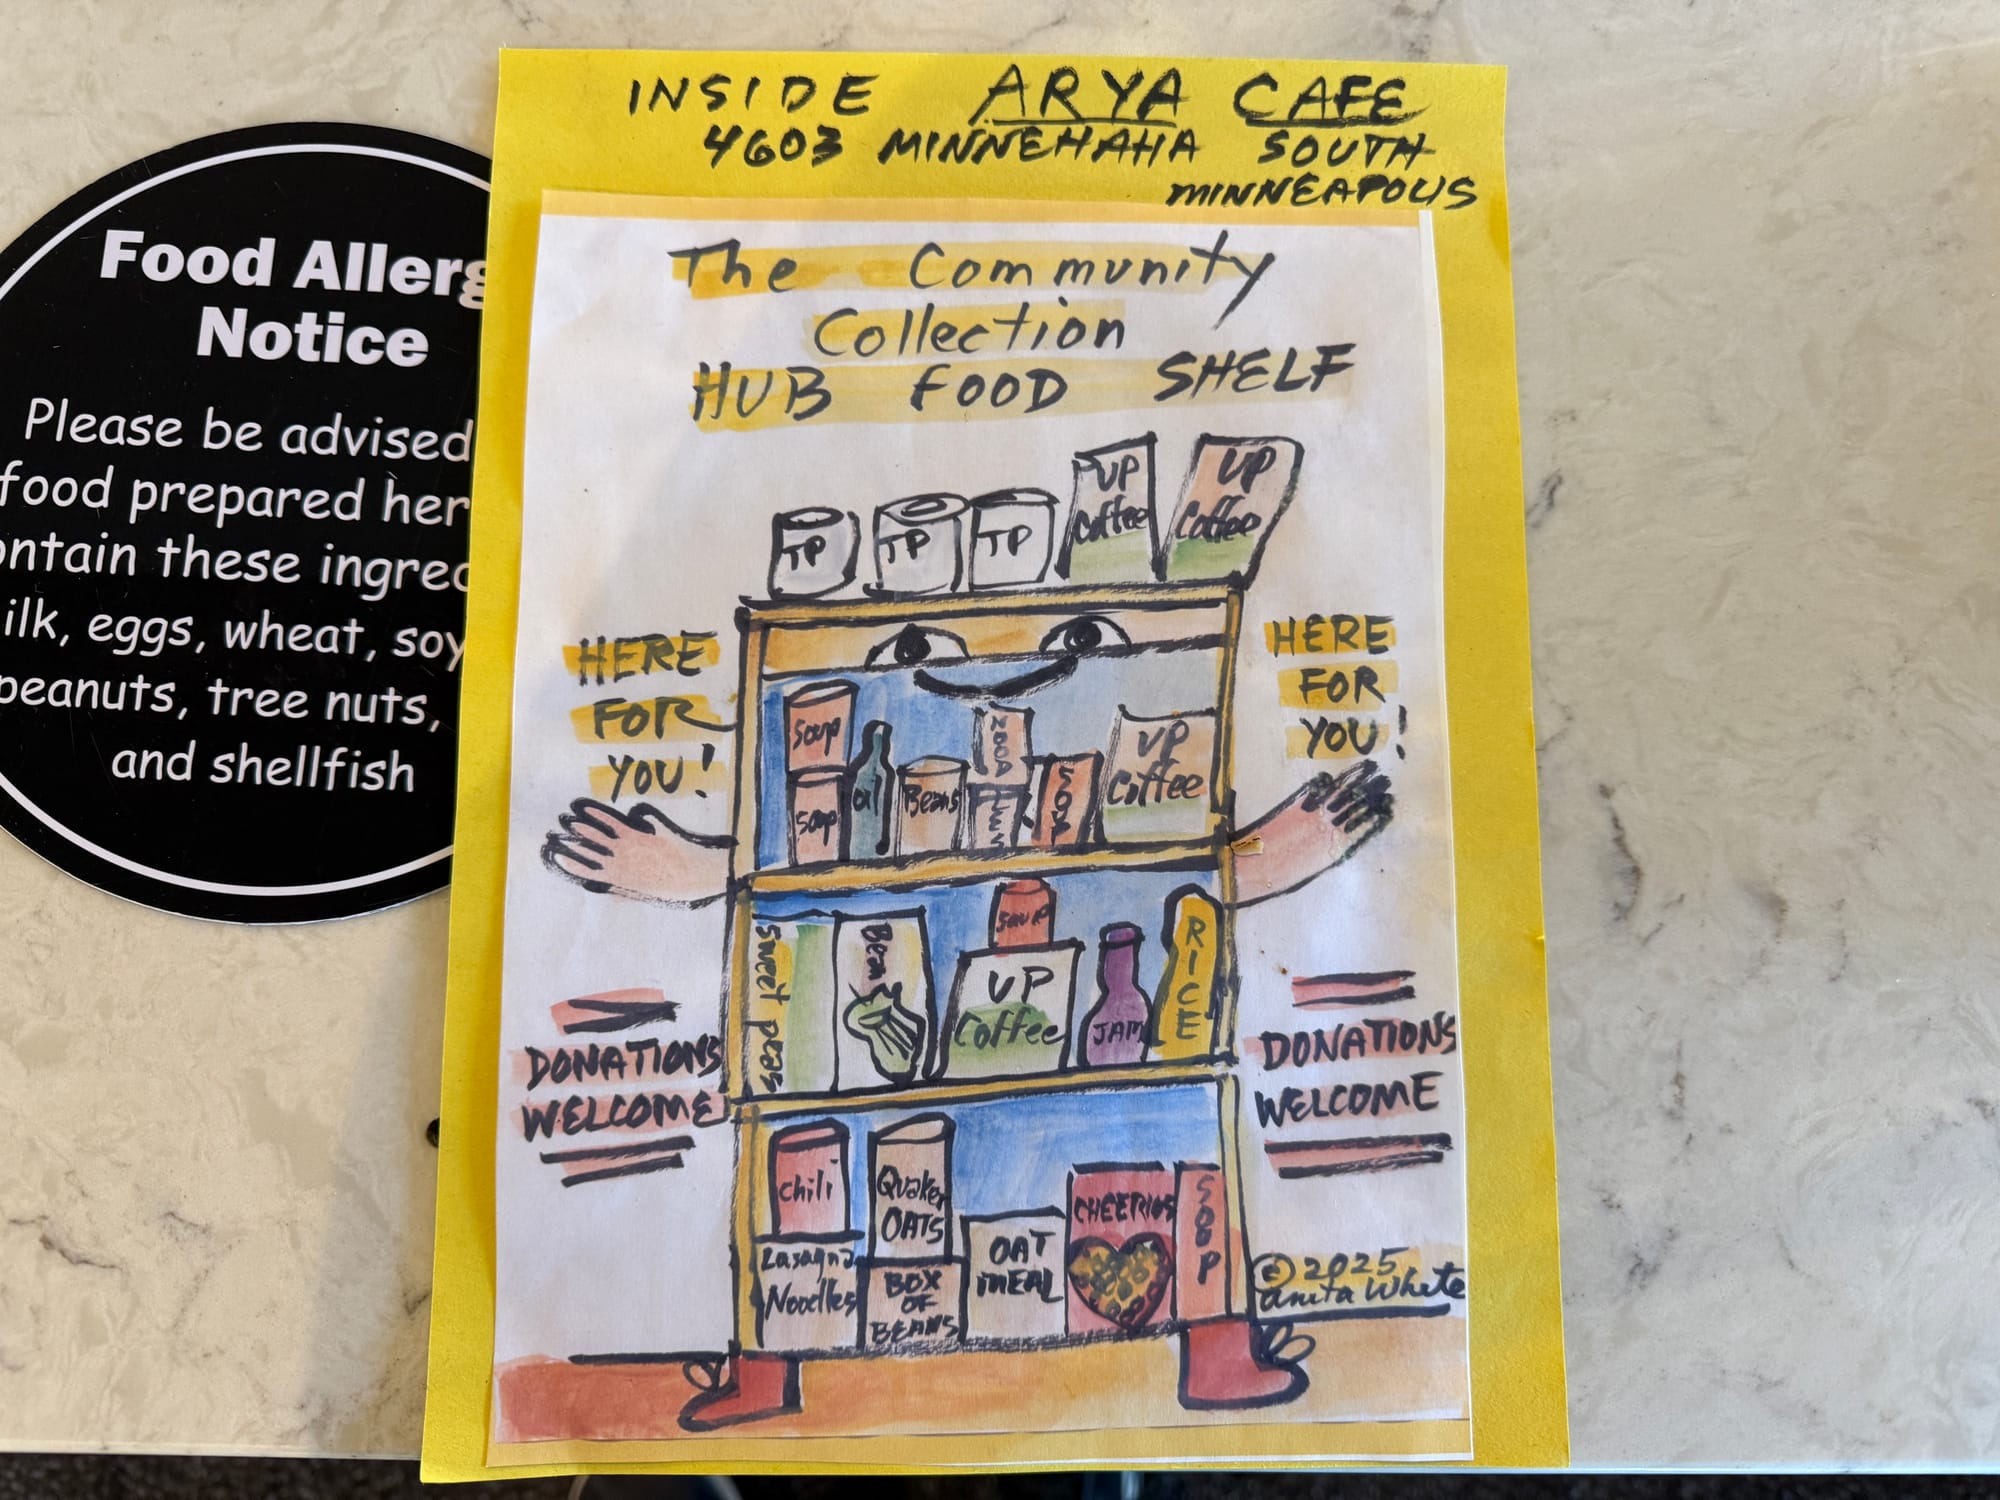 INSIDE ARYA CAFE
4603 MINNEHAHA SOUTH
MINNEAPOLIS
The Community
Collection
HUB FOOD SHELF
TP
TP
TP
UP
Coffee
UP
Coffee
HERE
FOR
YOU!
HERE
FOR
YOU!
Soup
Soup
oil
Beans
SOUP
UP
Coffee
Sweet peas
Bean
SOUP
UP
Coffee
JAM
RICE
DONATIONS
WELCOME
DONATIONS
WELCOME
Chili
Quaker
OATS
Lasagna
Noodles
BOX
OF
BEANS
OAT
MEAL
CHEERIOS
SOUP
© 2025
Anita White
Food Allerg
Notice
Please be advised
food prepared her
ontain these ingred
ilk, eggs, wheat, soy
peanuts, tree nuts,
and shellfish